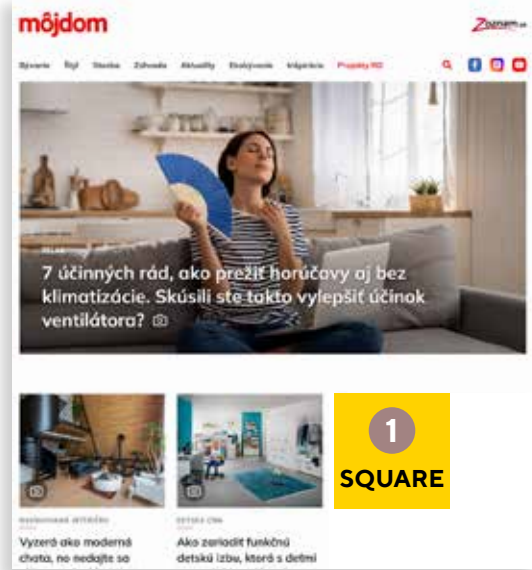 môjdom
Zoznam.sk
Bývanie Štýl Stavba Záhrada Aktuality Ekobývanie Inšpirácie Projekty RD
7 účinných rád, ako prežiť horúčavy aj bez
klimatizácie. Skúsili ste takto vylepšiť účinok
ventilátora?
1
SQUARE
DETSKÁ IZBA
Vyzerá ako moderná
chata, no nedajte sa
Ako zariadiť funkčnú
detskú izbu, ktorá s deťmi